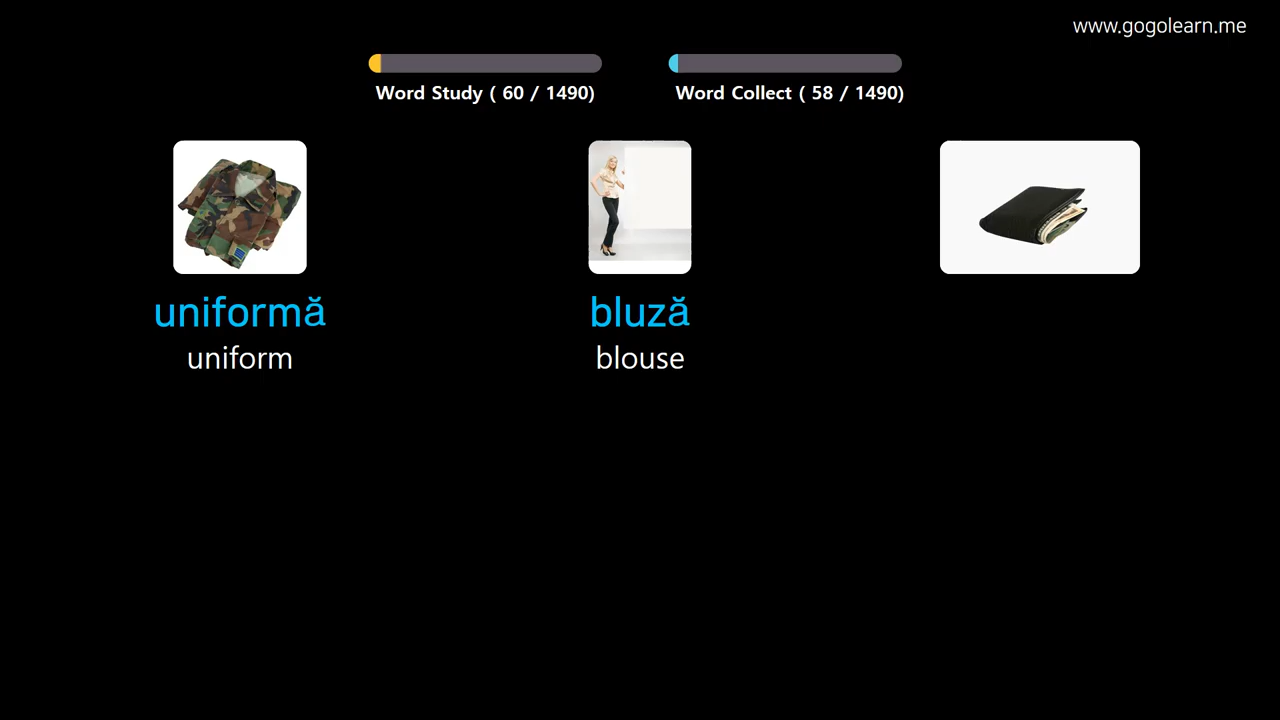 www.gogolearn.me
Word Study ( 60 / 1490)
Word Collect ( 58 / 1490)
uniformă
bluză
uniform
blouse